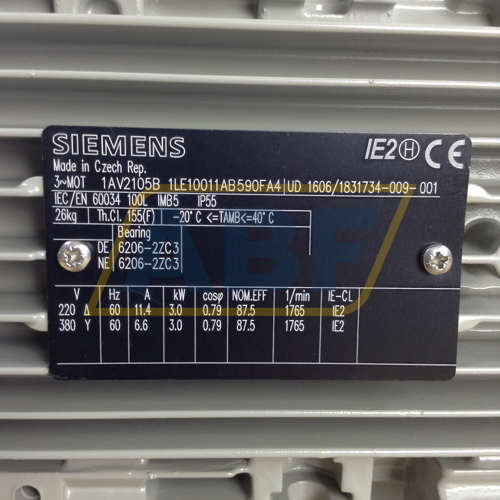 SIEMENS IE2 H CE
Made in Czech Rep.
3~MOT 1AV2105B 1LE10011AB590FA4 UD 1606/1831734-009-001
IEC/EN 60034 100L IMB5 IP55
26kg Th.Cl. 155(F) -20°C <=TAMB<=40°C
Bearing
DE 6206-2ZC3
NE 6206-2ZC3
V Hz A kW cosφ NOM.EFF 1/min IE-CL
220 Δ 60 11.4 3.0 0.79 87.5 1765 IE2
380 Y 60 6.6 3.0 0.79 87.5 1765 IE2
ABF